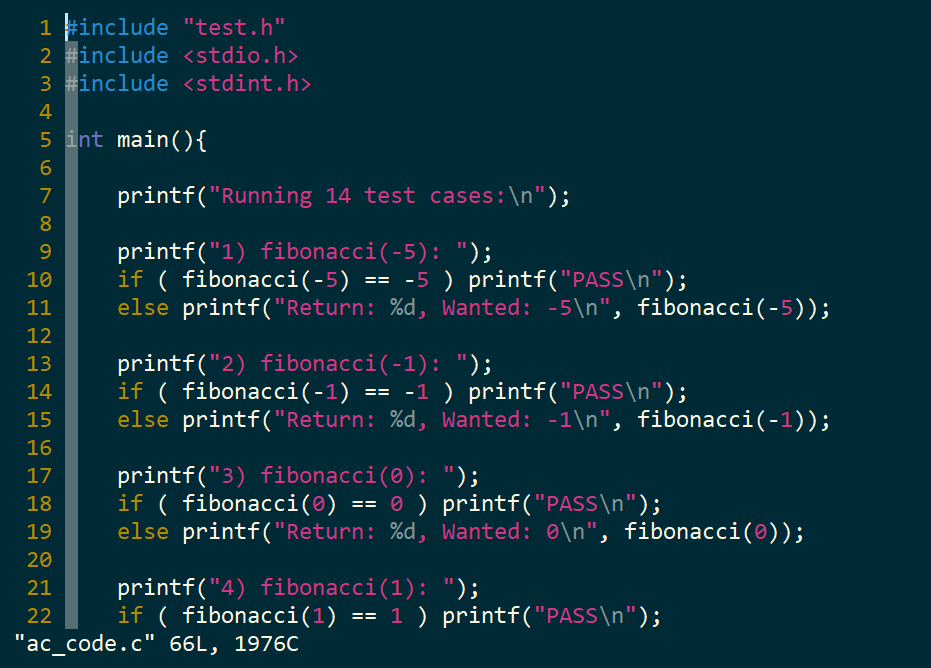 1 #include "test.h"
2 #include <stdio.h>
3 #include <stdint.h>
4
5 int main(){
6
7     printf("Running 14 test cases:\n");
8
9     printf("1) fibonacci(-5): ");
10     if ( fibonacci(-5) == -5 ) printf("PASS\n");
11     else printf("Return: %d, Wanted: -5\n", fibonacci(-5));
12
13     printf("2) fibonacci(-1): ");
14     if ( fibonacci(-1) == -1 ) printf("PASS\n");
15     else printf("Return: %d, Wanted: -1\n", fibonacci(-1));
16
17     printf("3) fibonacci(0): ");
18     if ( fibonacci(0) == 0 ) printf("PASS\n");
19     else printf("Return: %d, Wanted: 0\n", fibonacci(0));
20
21     printf("4) fibonacci(1): ");
22     if ( fibonacci(1) == 1 ) printf("PASS\n");
"ac_code.c" 66L, 1976C